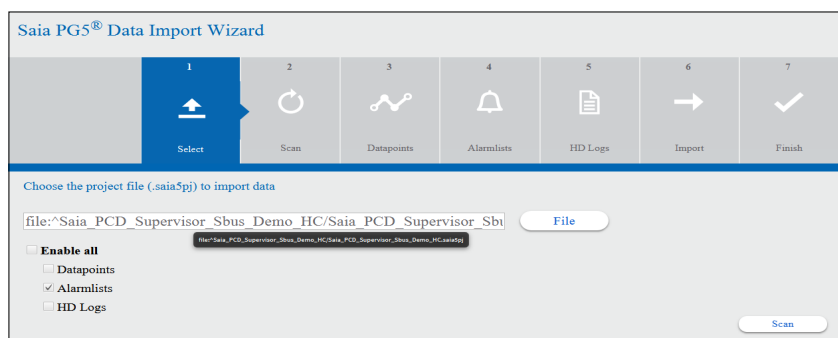 Saia PG5® Data Import Wizard
1 2 3 4 5 6 7
Select Scan Datapoints Alarmlists HD Logs Import Finish
Choose the project file (.saia5pj) to import data
file:^Saia_PCD_Supervisor_Sbus_Demo_HC/Saia_PCD_Supervisor_Sbu File
file:^Saia_PCD_Supervisor_Sbus_Demo_HC/Saia_PCD_Supervisor_Sbus_Demo_HC.saia5pj
Enable all
Datapoints
Alarmlists
HD Logs
Scan